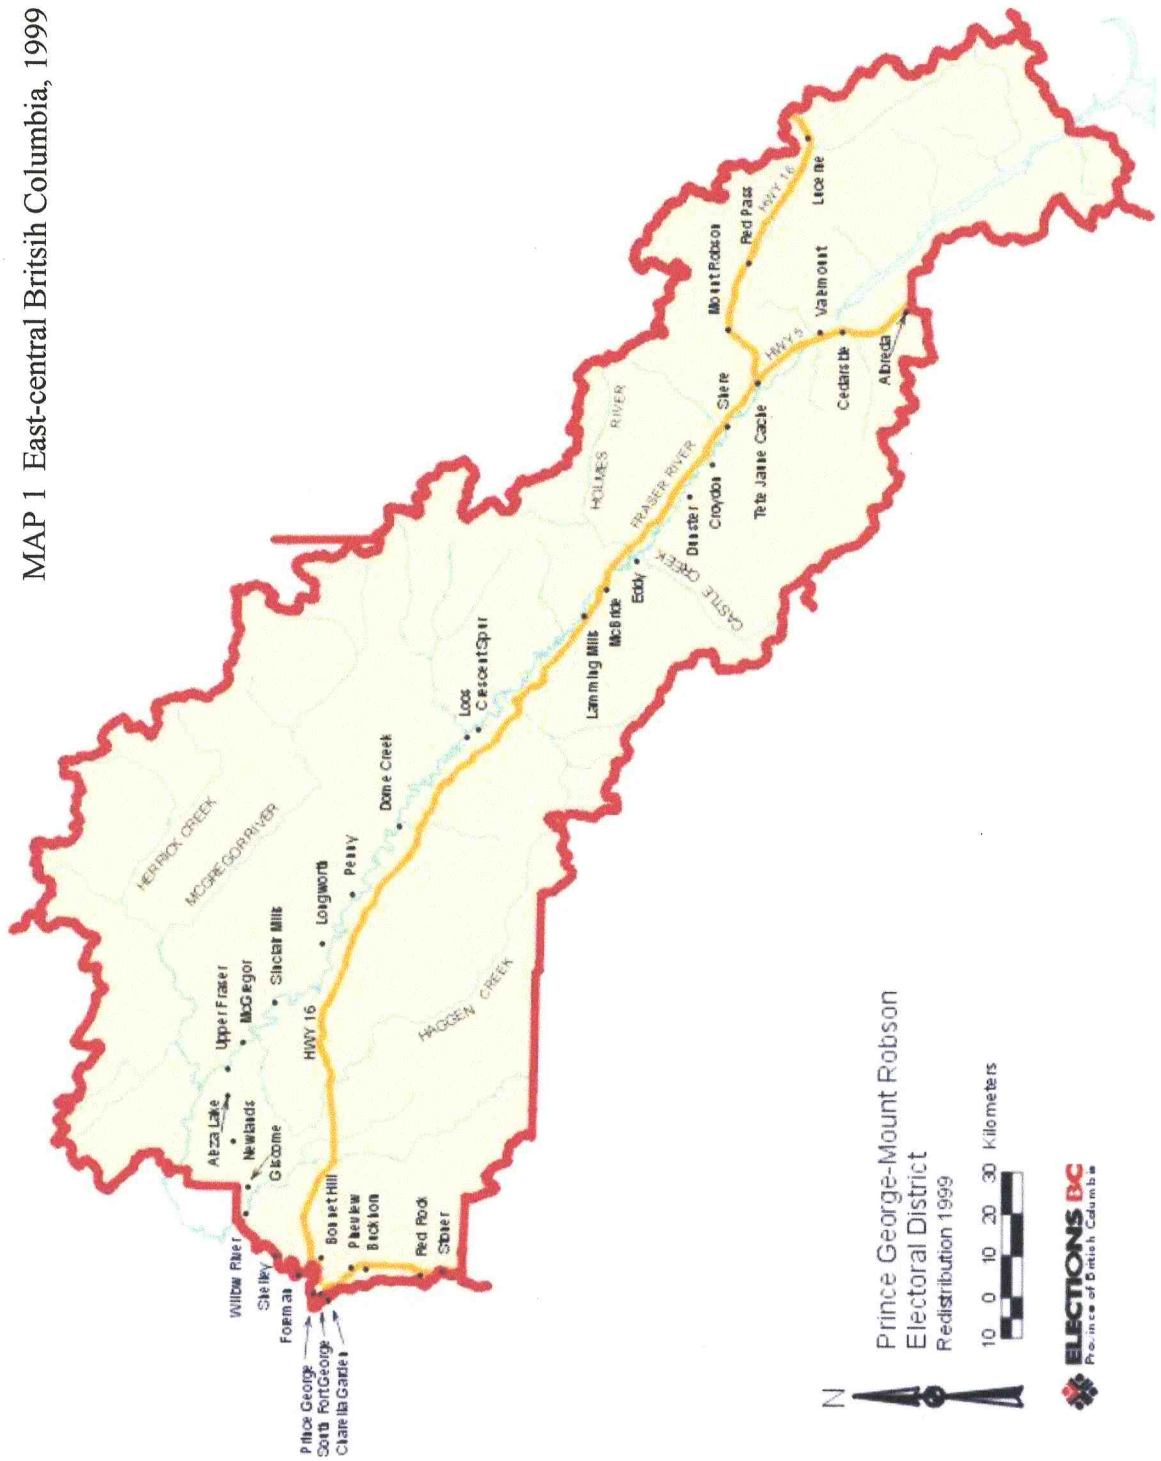 MAP 1 East-central Britsih Columbia, 1999
HERRICK CREEK
MCGREGOR RIVER
Upper Fraser
McGregor
Sinclair Mills
Aleza Lake
Newlands
Giscome
Willow River
Shelley
Foreman
Prince George
South Fort George
Bonnet Hill
Pineview
Buckhorn
Red Rock
Stoner
HWY 16
Longworth
Penny
Dome Creek
HAGGEN CREEK
Loos
Crescent Spur
Lamming Mills
McBride
Eddy
CASTLE CREEK
HOLMES RIVER
FRASER RIVER
Dunster
Croydon
Shere
Tete Jaune Cache
Mount Robson
Red Pass
HWY 16
Lucerne
HWY 5
Valemount
Cedarside
Albreda
N
Prince George-Mount Robson
Electoral District
Redistribution 1999
10 0 10 20 30 Kilometers
ELECTIONS BC
Province of British Columbia